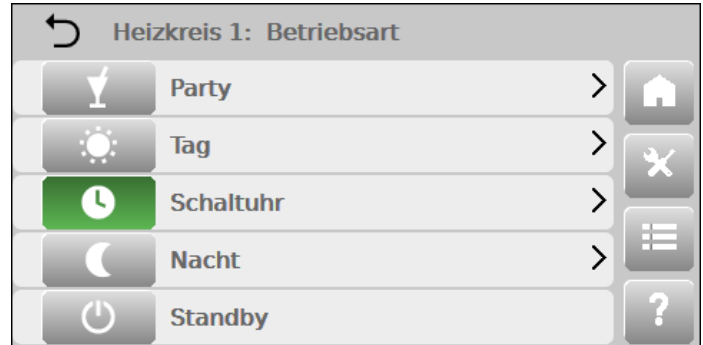 Heizkreis 1: Betriebsart
Party
Tag
Schaltuhr
Nacht
Standby
?